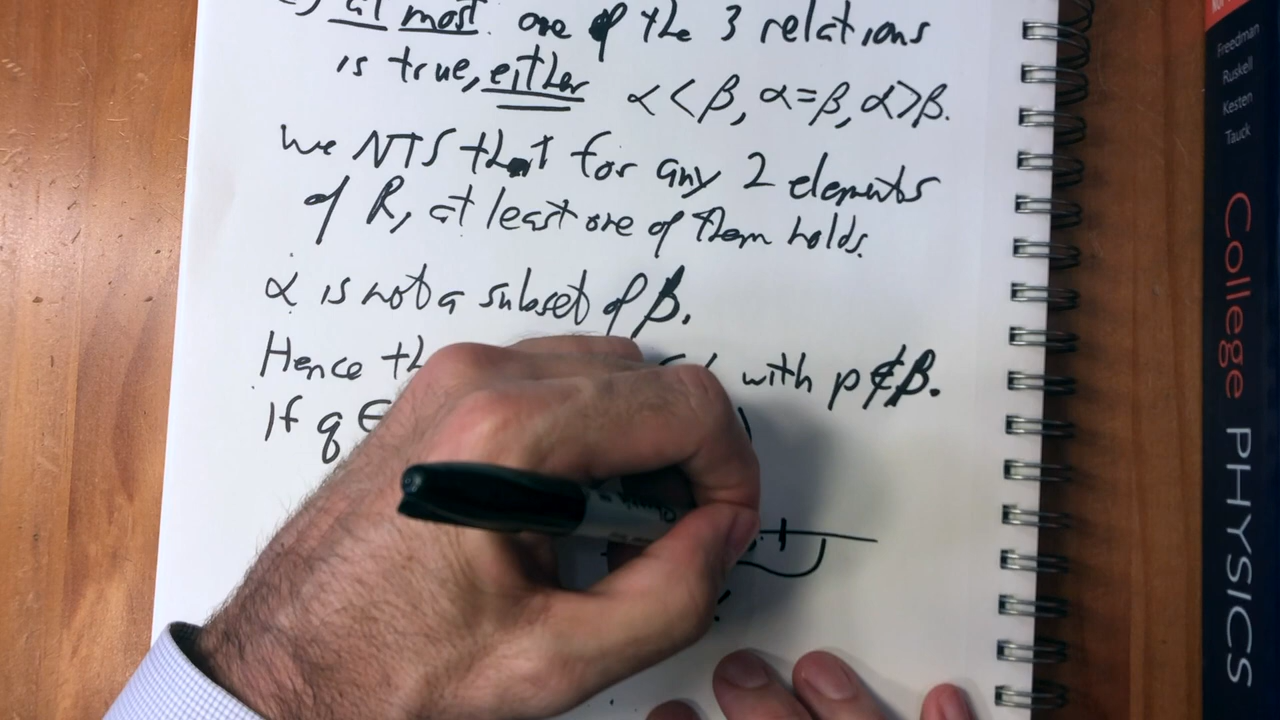 at most one of the 3 relations
is true, either α<β, α=β, α>β.
We NTS that for any 2 elements
of R, at least one of them holds.
α is not a subset of β.
Hence with p∉β.
If q ∈
Freedman
Ruskell
Kesten
Tauck
College PHYSICS